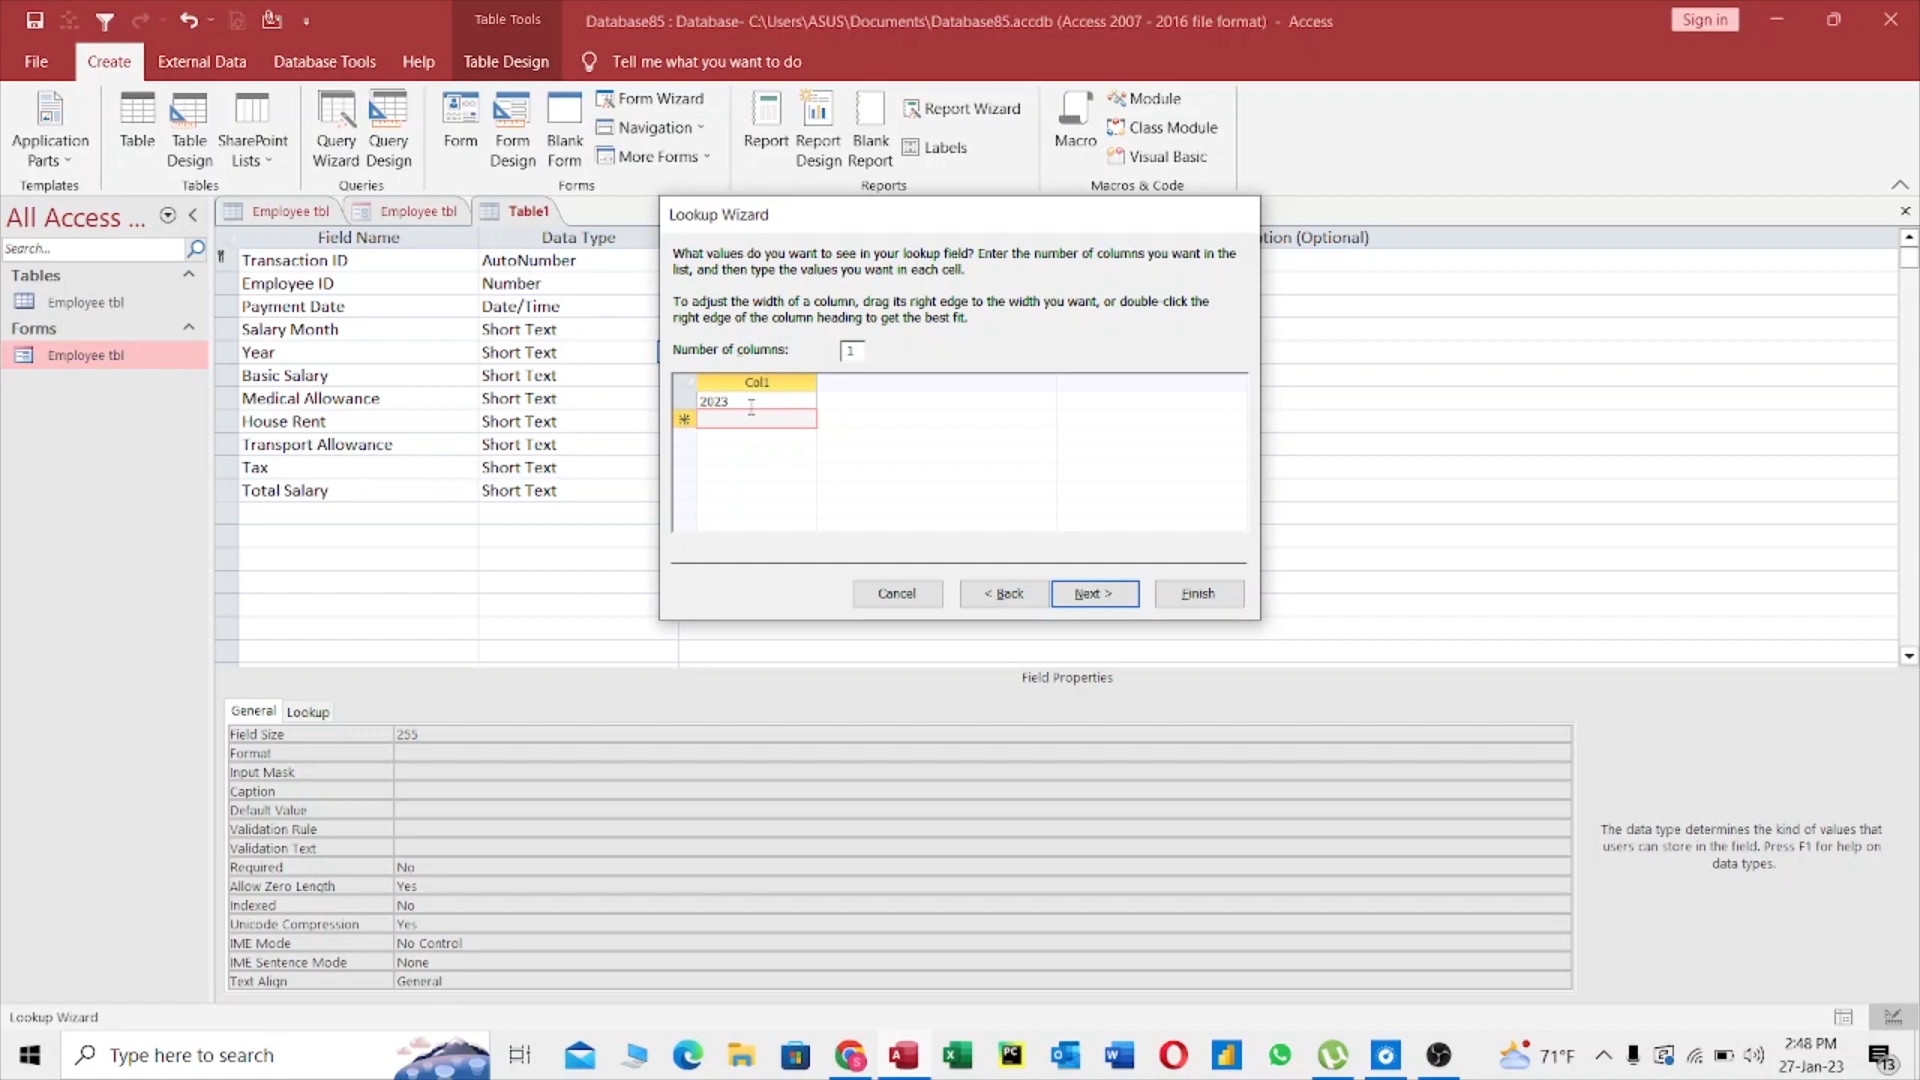 Table Tools
Database85 : Database- C:\Users\ASUS\Documents\Database85.accdb (Access 2007 - 2016 file format)  -  Access
Sign in
File
Create
External Data
Database Tools
Help
Table Design
Tell me what you want to do
Application Parts
Table
Table Design
SharePoint Lists
Query Wizard
Query Design
Form
Form Design
Blank Form
Form Wizard
Navigation
More Forms
Report
Report Design
Blank Report
Report Wizard
Labels
Macro
Module
Class Module
Visual Basic
Templates
Tables
Queries
Forms
Reports
Macros & Code
All Access ...
Search...
Tables
Employee tbl
Forms
Employee tbl
Employee tbl
Employee tbl
Table1
Field Name
Data Type
tion (Optional)
Transaction ID
AutoNumber
Employee ID
Number
Payment Date
Date/Time
Salary Month
Short Text
Year
Short Text
Basic Salary
Short Text
Medical Allowance
Short Text
House Rent
Short Text
Transport Allowance
Short Text
Tax
Short Text
Total Salary
Short Text
Lookup Wizard
What values do you want to see in your lookup field? Enter the number of columns you want in the
list, and then type the values you want in each cell.
To adjust the width of a column, drag its right edge to the width you want, or double-click the
right edge of the column heading to get the best fit.
Number of columns:
1
Col1
2023
Cancel
< Back
Next >
Finish
Field Properties
General
Lookup
Field Size
255
Format
Input Mask
Caption
Default Value
Validation Rule
Validation Text
Required
No
Allow Zero Length
Yes
Indexed
No
Unicode Compression
Yes
IME Mode
No Control
IME Sentence Mode
None
Text Align
General
The data type determines the kind of values that
users can store in the field. Press F1 for help on
data types.
Lookup Wizard
Type here to search
71°F
2:48 PM
27-Jan-23
13